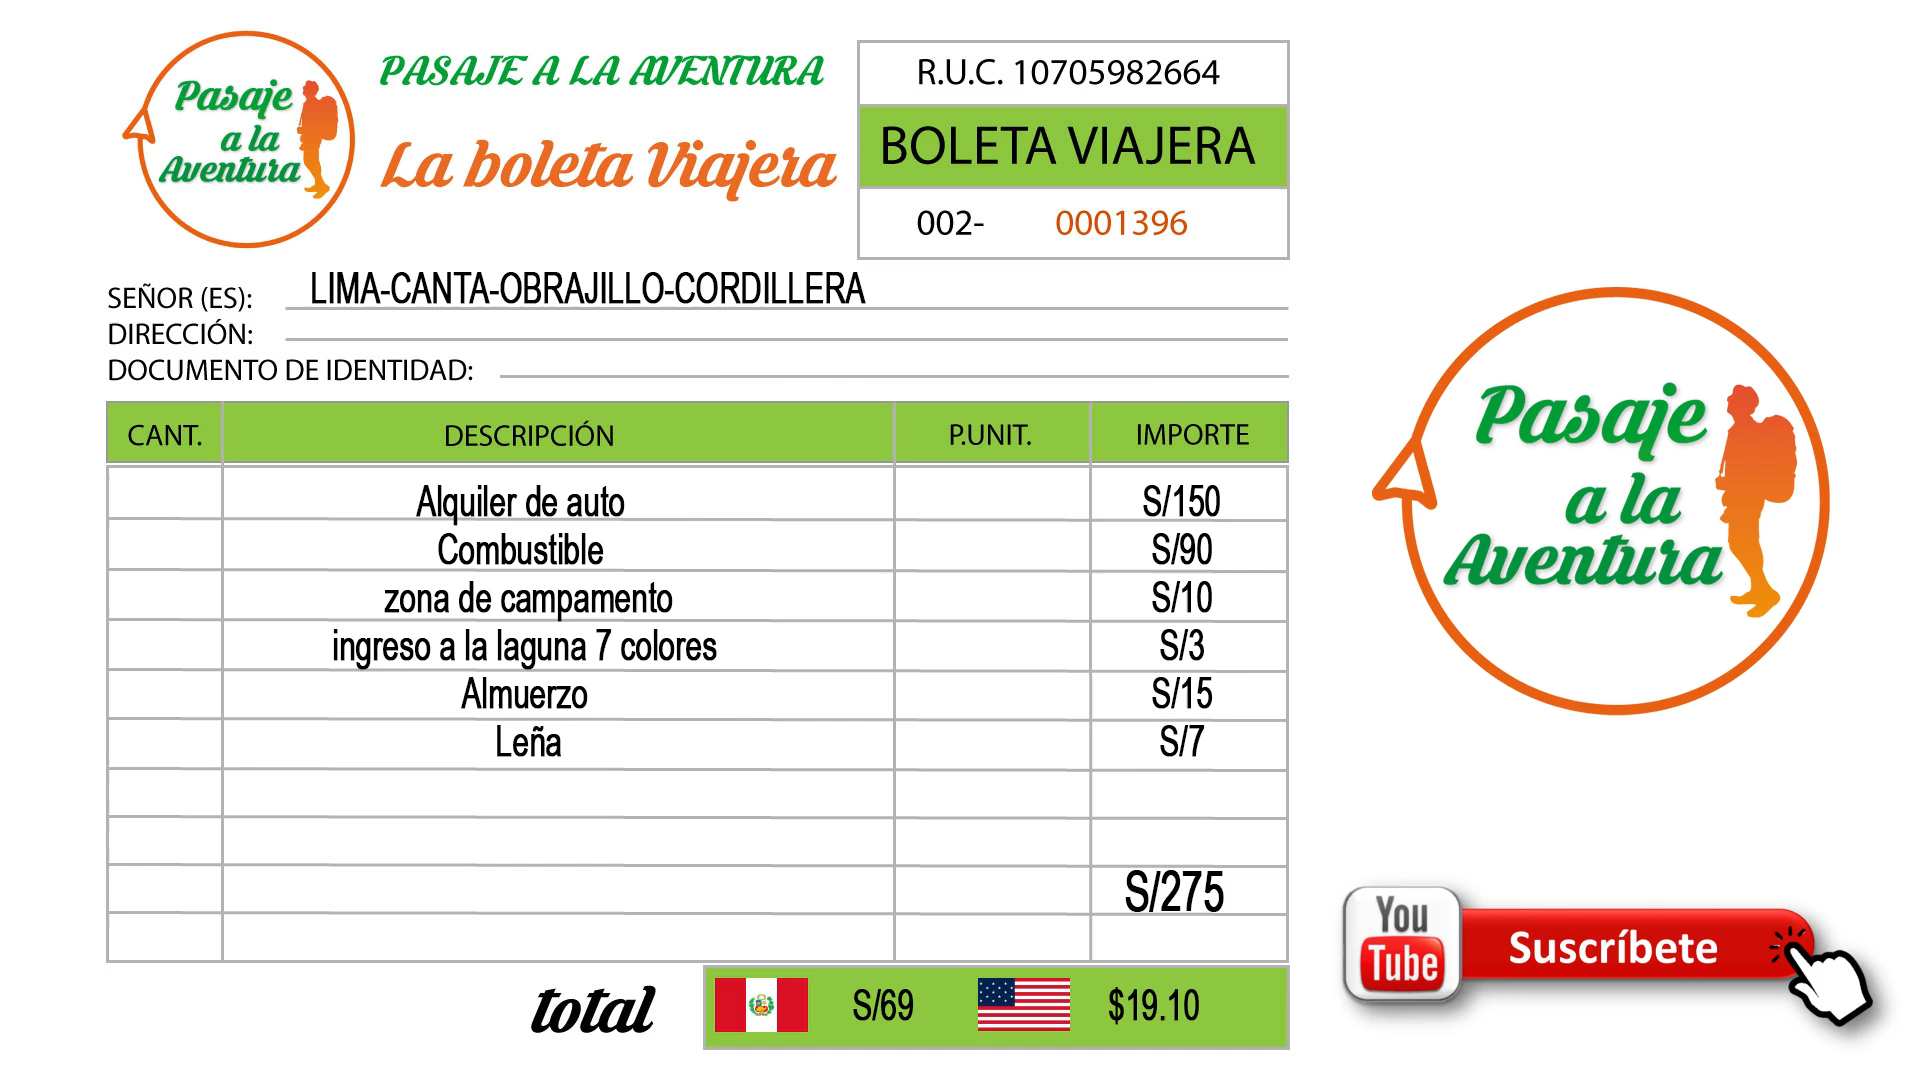 Pasaje
a la
Aventura
PASAJE A LA AVENTURA
La boleta Viajera
R.U.C. 10705982664
BOLETA VIAJERA
002- 0001396
SEÑOR (ES): LIMA-CANTA-OBRAJILLO-CORDILLERA
DIRECCIÓN:
DOCUMENTO DE IDENTIDAD:
CANT. DESCRIPCIÓN P.UNIT. IMPORTE
Alquiler de auto S/150
Combustible S/90
zona de campamento S/10
ingreso a la laguna 7 colores S/3
Almuerzo S/15
Leña S/7
S/275
total S/69 $19.10
Pasaje
a la
Aventura
You
Tube
Suscríbete